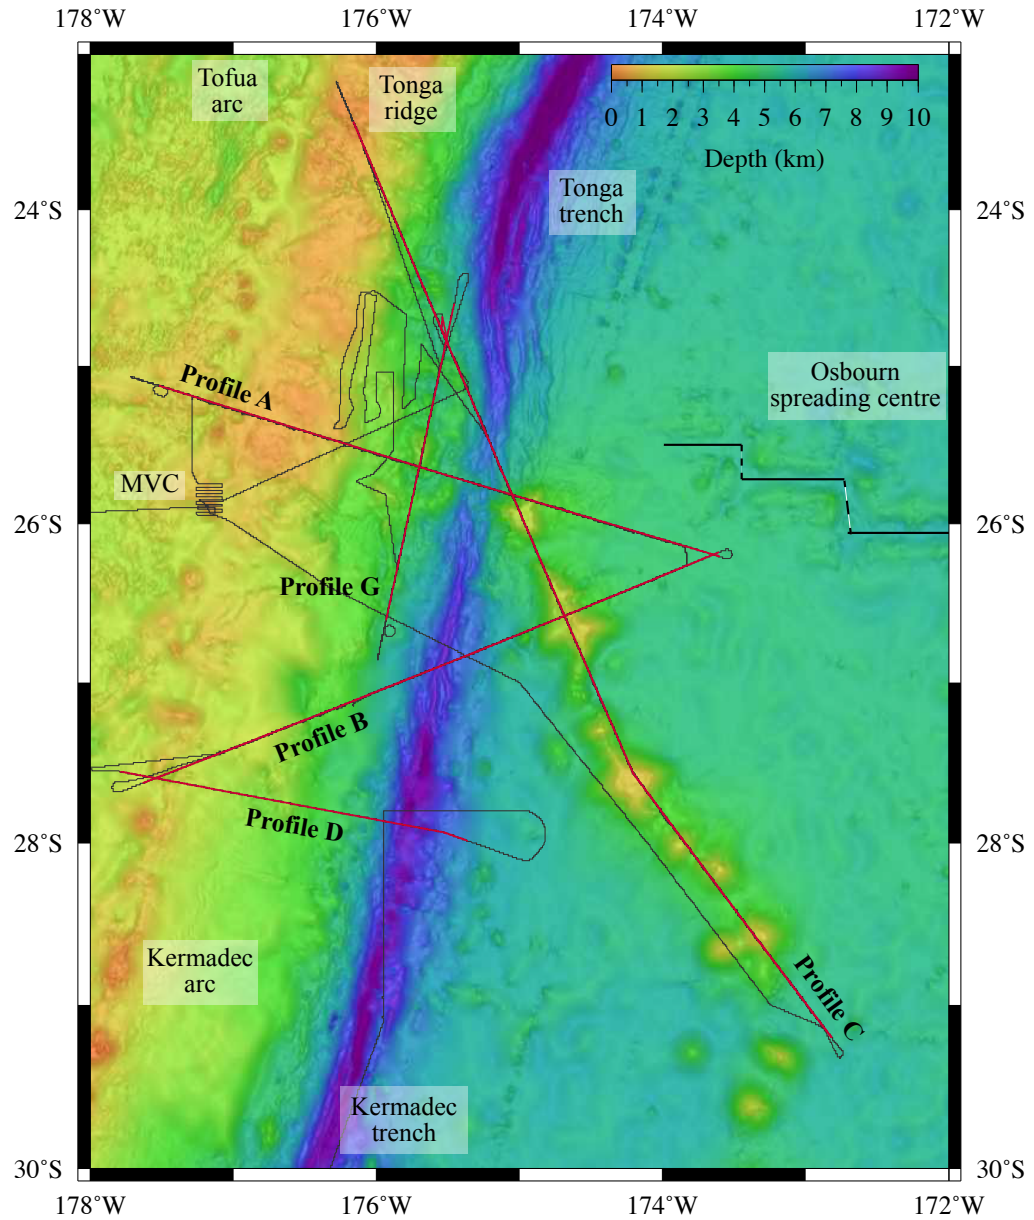 178°W 176°W 174°W 172°W
Tofua
arc
Tonga
ridge
0 1 2 3 4 5 6 7 8 9 10
Depth (km)
Tonga
trench
24°S 24°S
Profile A
Osbourn
spreading centre
MVC
26°S 26°S
Profile G
Profile B
Profile D
28°S 28°S
Kermadec
arc
Profile C
Kermadec
trench
30°S 30°S
178°W 176°W 174°W 172°W